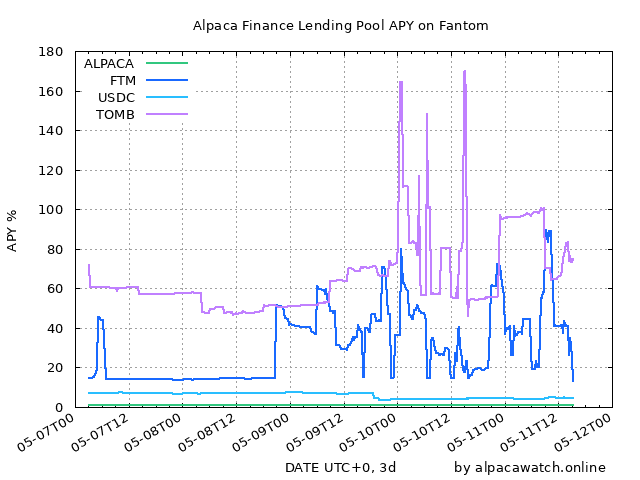 Alpaca Finance Lending Pool APY on Fantom
180
160
140
120
100
80
60
40
20
0
APY %
ALPACA
FTM
USDC
TOMB
05-07T00
05-07T12
05-08T00
05-08T12
05-09T00
05-09T12
05-10T00
05-10T12
05-11T00
05-11T12
05-12T00
DATE UTC+0, 3d
by alpacawatch.online